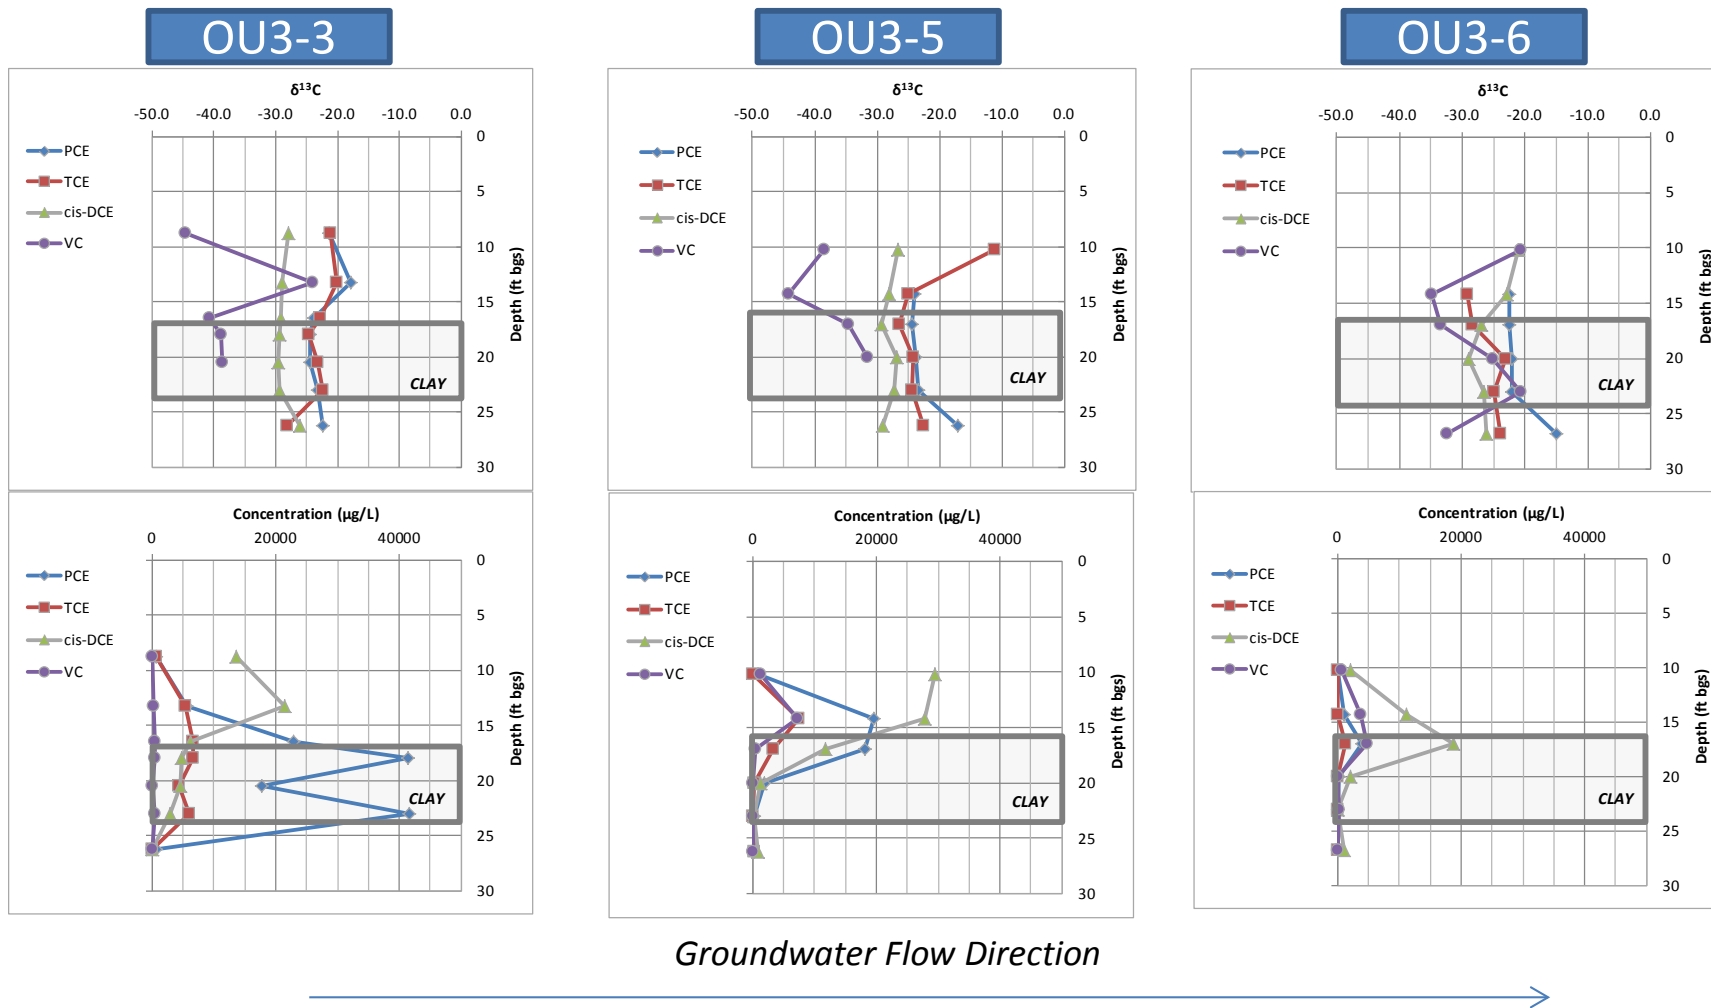 OU3-3
OU3-5
OU3-6
δ13C
-50.0 -40.0 -30.0 -20.0 -10.0 0.0
0
5
10
15
20
25
30
Depth (ft bgs)
PCE
TCE
cis-DCE
VC
CLAY
δ13C
-50.0 -40.0 -30.0 -20.0 -10.0 0.0
0
5
10
15
20
25
30
Depth (ft bgs)
PCE
TCE
cis-DCE
VC
CLAY
δ13C
-50.0 -40.0 -30.0 -20.0 -10.0 0.0
0
5
10
15
20
25
30
Depth (ft bgs)
PCE
TCE
cis-DCE
VC
CLAY
Concentration (µg/L)
0 20000 40000
0
5
10
15
20
25
30
Depth (ft bgs)
PCE
TCE
cis-DCE
VC
CLAY
Concentration (µg/L)
0 20000 40000
0
5
10
15
20
25
30
Depth (ft bgs)
PCE
TCE
cis-DCE
VC
CLAY
Concentration (µg/L)
0 20000 40000
0
5
10
15
20
25
30
Depth (ft bgs)
PCE
TCE
cis-DCE
VC
CLAY
Groundwater Flow Direction